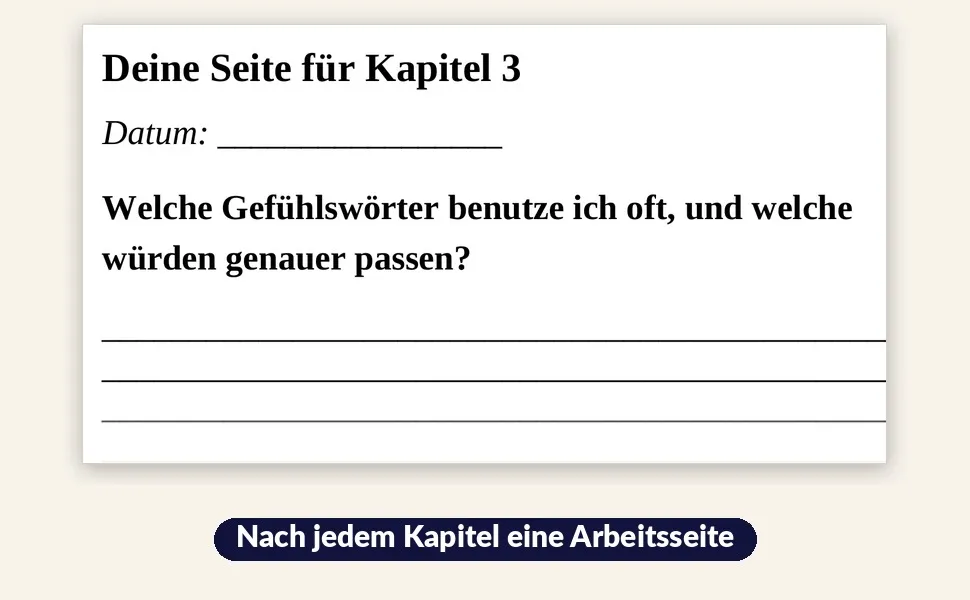 Deine Seite für Kapitel 3
Datum: _________________
Welche Gefühlswörter benutze ich oft, und welche
würden genauer passen?
Nach jedem Kapitel eine Arbeitsseite